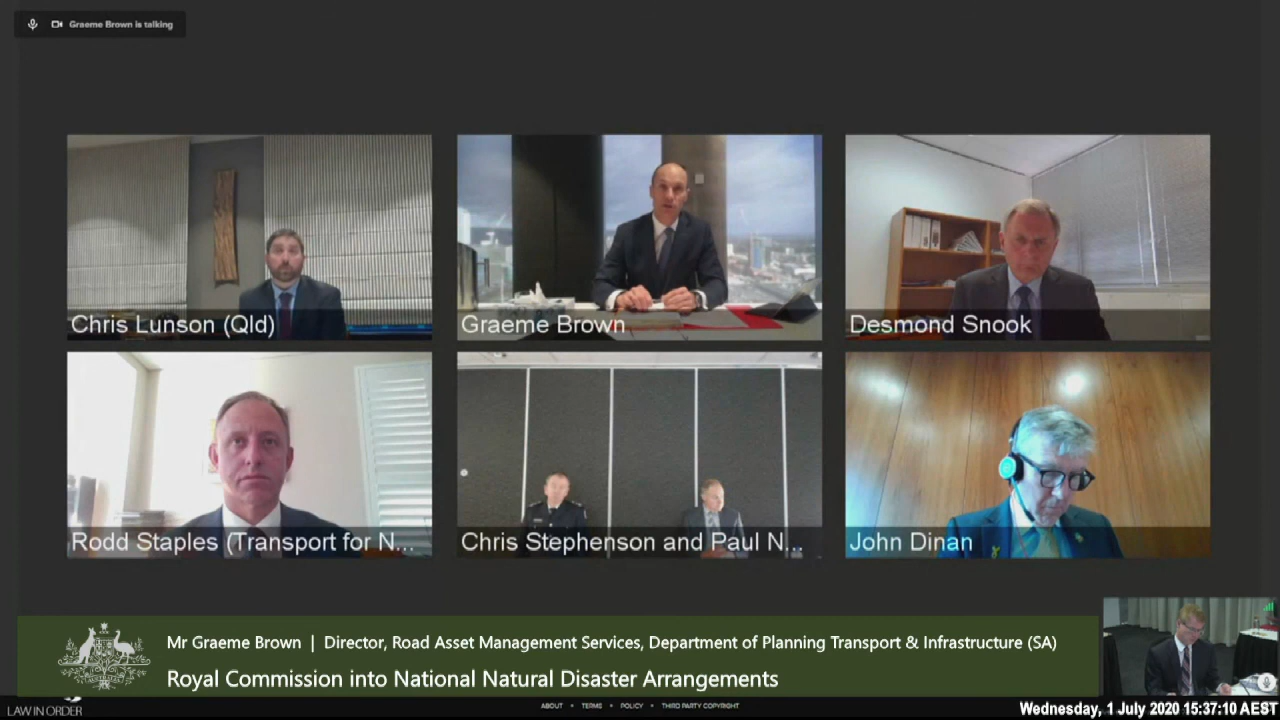 Graeme Brown is talking
Chris Lunson (Qld)
Graeme Brown
Desmond Snook
Rodd Staples (Transport for N...
Chris Stephenson and Paul N...
John Dinan
Mr Graeme Brown | Director, Road Asset Management Services, Department of Planning Transport & Infrastructure (SA)
Royal Commission into National Natural Disaster Arrangements
LAW IN ORDER
ABOUT • TERMS • POLICY • THIRD PARTY COPYRIGHT
Wednesday, 1 July 2020 15:37:10 AEST